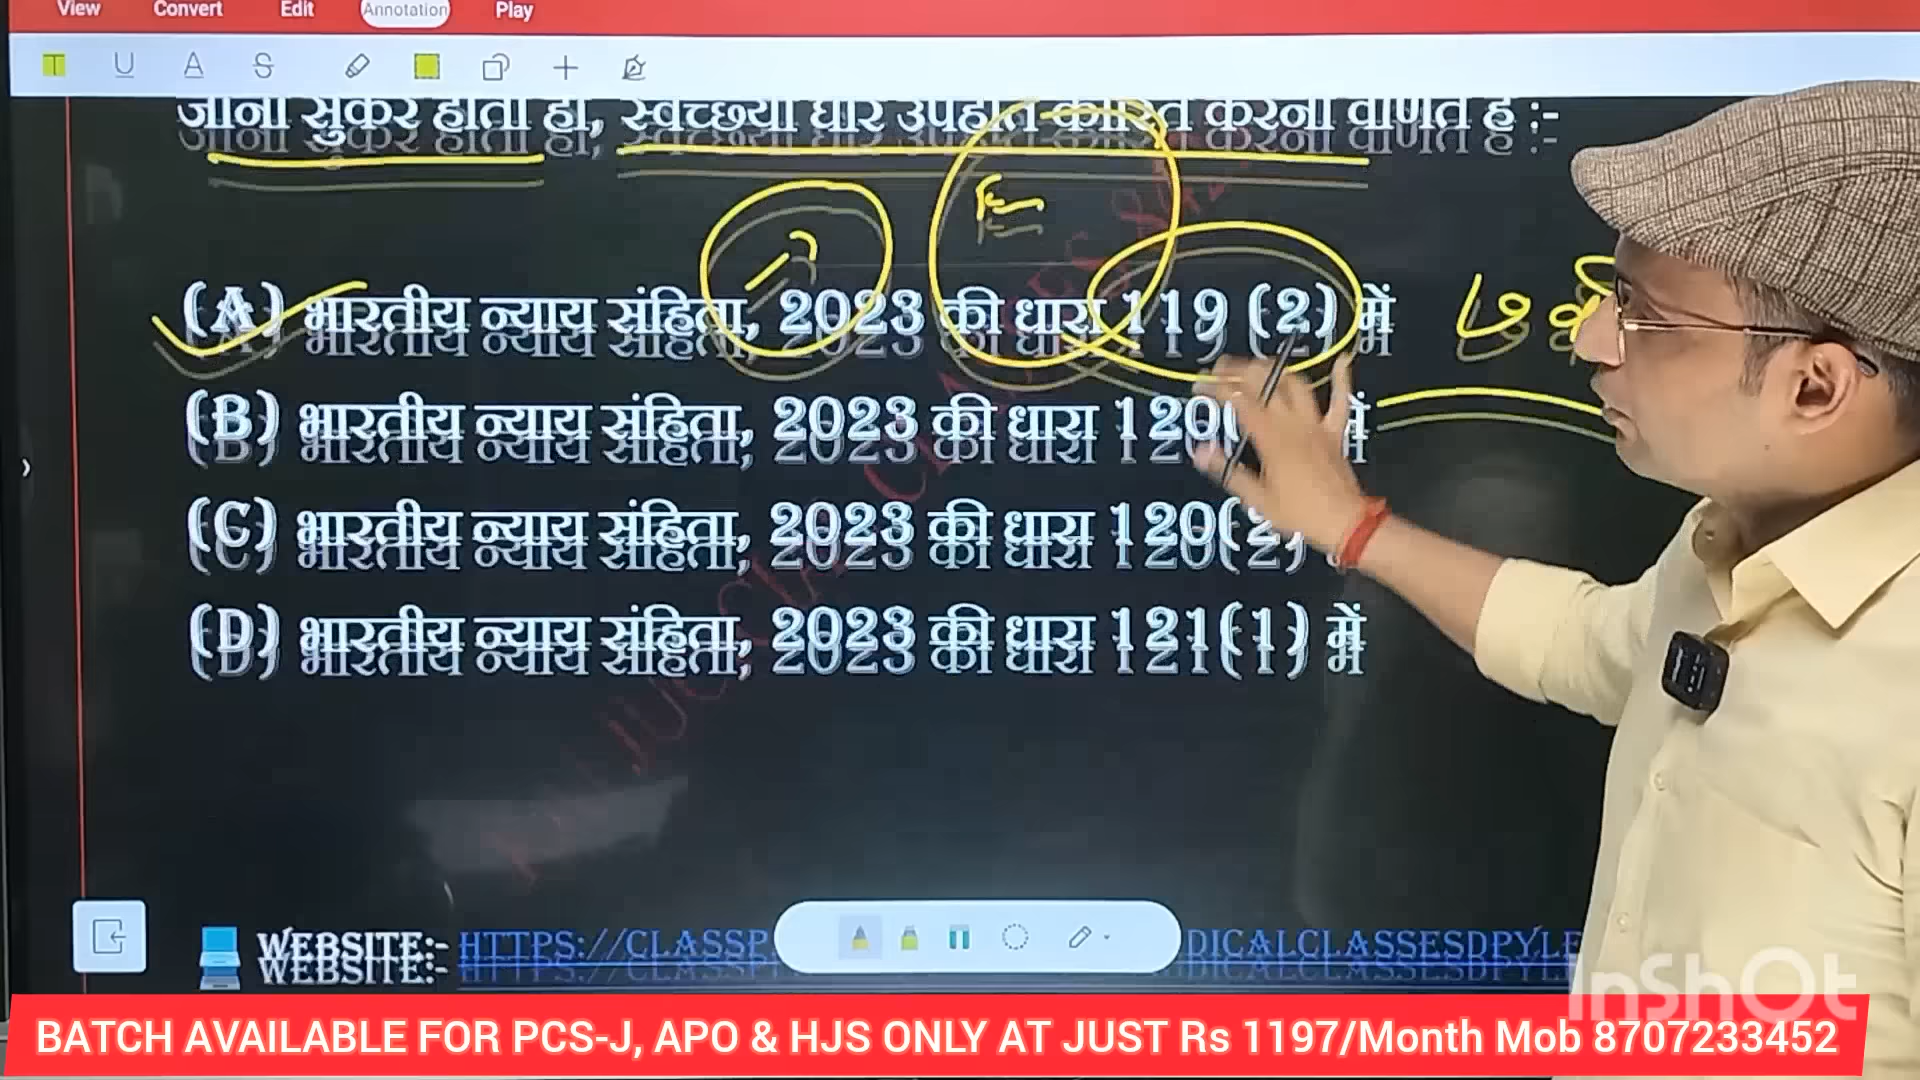 View Convert Edit Annotation Play
जाना सुकर होता हो, स्वेच्छया घोर उपहति कारित करना वर्णित है :-
(A) भारतीय न्याय संहिता, 2023 की धारा 119 (2) में
(B) भारतीय न्याय संहिता, 2023 की धारा 120( में
(C) भारतीय न्याय संहिता, 2023 की धारा 120(2)
(D) भारतीय न्याय संहिता, 2023 की धारा 121(1) में
WEBSITE:- HTTPS://CLASSP DICALCLASSESDPYLE
InShOt
BATCH AVAILABLE FOR PCS-J, APO & HJS ONLY AT JUST Rs 1197/Month Mob 8707233452